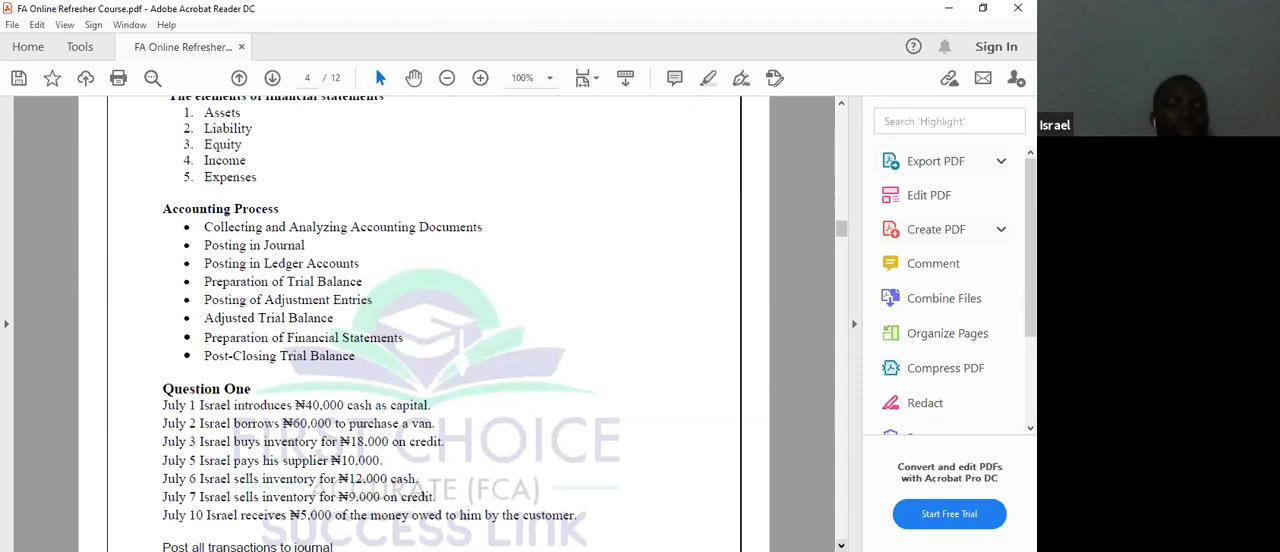 FA Online Refresher Course.pdf - Adobe Acrobat Reader DC
File Edit View Sign Window Help
Home Tools FA Online Refresher... × Sign In
4 / 12 100%
The elements of financial statements
1. Assets
2. Liability
3. Equity
4. Income
5. Expenses
Accounting Process
• Collecting and Analyzing Accounting Documents
• Posting in Journal
• Posting in Ledger Accounts
• Preparation of Trial Balance
• Posting of Adjustment Entries
• Adjusted Trial Balance
• Preparation of Financial Statements
• Post-Closing Trial Balance
Question One
July 1 Israel introduces ₦40,000 cash as capital.
July 2 Israel borrows ₦60,000 to purchase a van.
July 3 Israel buys inventory for ₦18,000 on credit.
July 5 Israel pays his supplier ₦10,000.
July 6 Israel sells inventory for ₦12,000 cash.
July 7 Israel sells inventory for ₦9,000 on credit.
July 10 Israel receives ₦5,000 of the money owed to him by the customer.
Post all transactions to journal
FIRST CHOICE
ACCURATE (FCA)
SUCCESS LINK
Search 'Highlight'
Export PDF
Edit PDF
Create PDF
Comment
Combine Files
Organize Pages
Compress PDF
Redact
Convert and edit PDFs
with Acrobat Pro DC
Start Free Trial
Israel